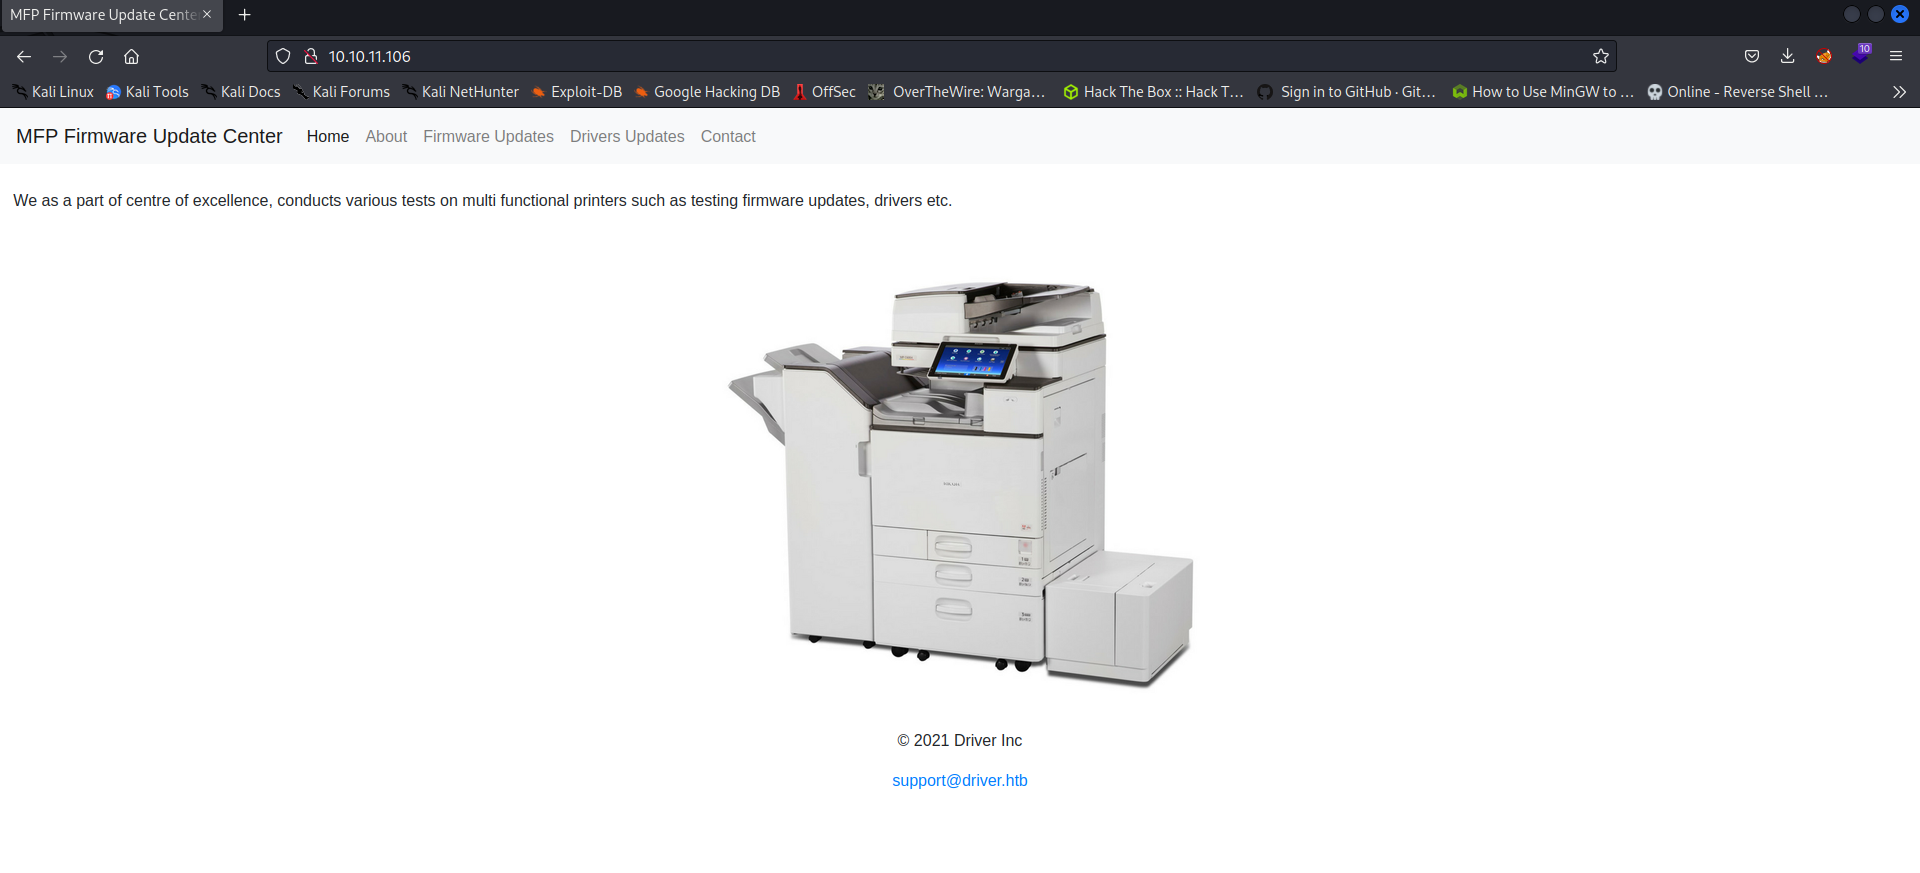 MFP Firmware Update Cente
10.10.11.106
10
Kali Linux Kali Tools Kali Docs Kali Forums Kali NetHunter Exploit-DB Google Hacking DB OffSec OverTheWire: Warga… Hack The Box :: Hack T… Sign in to GitHub · Git… How to Use MinGW to … Online - Reverse Shell …
MFP Firmware Update Center Home About Firmware Updates Drivers Updates Contact
We as a part of centre of excellence, conducts various tests on multi functional printers such as testing firmware updates, drivers etc.
© 2021 Driver Inc
support@driver.htb